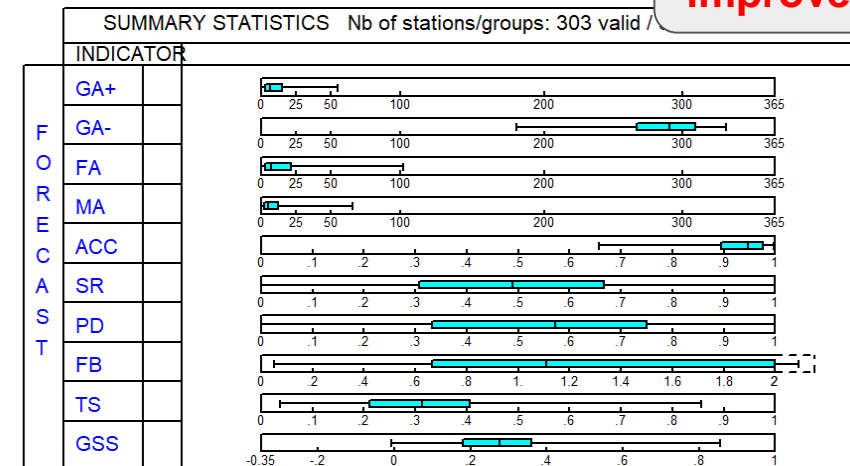 Improve
SUMMARY STATISTICS Nb of stations/groups: 303 valid /
INDICATOR
FORECAST
GA+
0 25 50 100 200 300 365
GA-
0 25 50 100 200 300 365
FA
0 25 50 100 200 300 365
MA
0 25 50 100 200 300 365
ACC
0 .1 .2 .3 .4 .5 .6 .7 .8 .9 1
SR
0 .1 .2 .3 .4 .5 .6 .7 .8 .9 1
PD
0 .1 .2 .3 .4 .5 .6 .7 .8 .9 1
FB
0 .2 .4 .6 .8 1. 1.2 1.4 1.6 1.8 2
TS
0 .1 .2 .3 .4 .5 .6 .7 .8 .9 1
GSS
-0.35 -.2 0 .2 .4 .6 .8 1